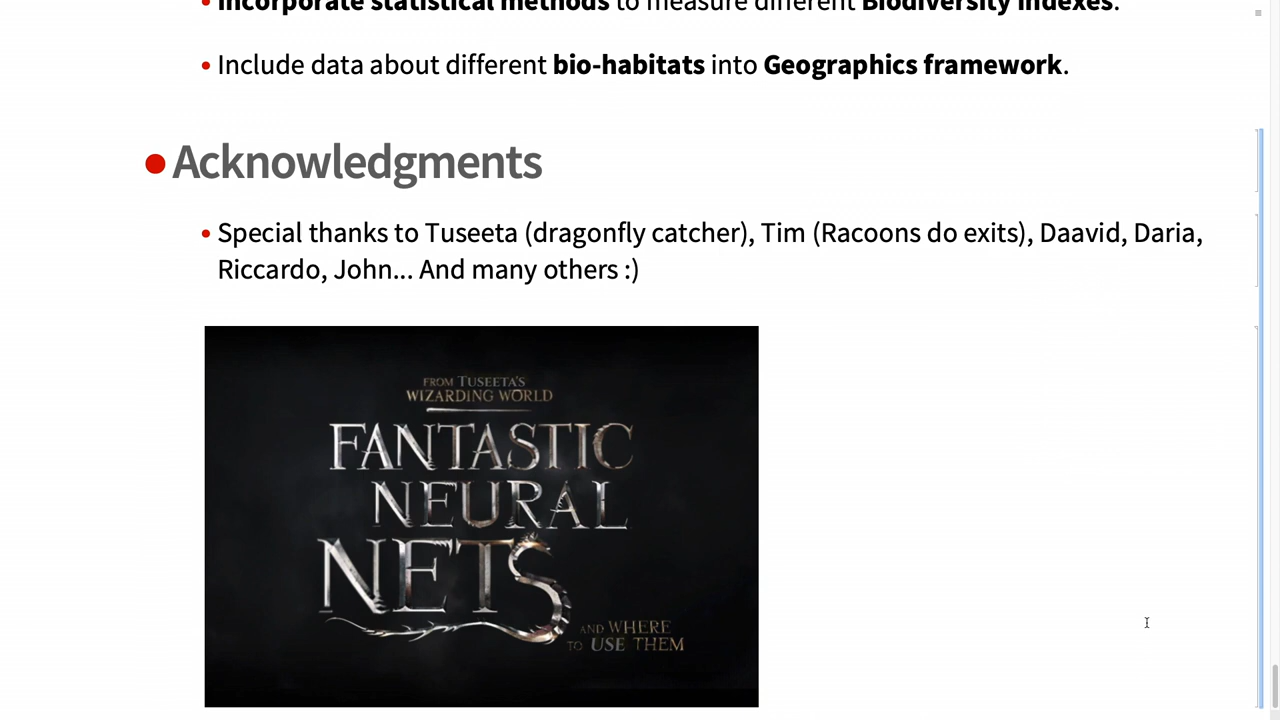 • Incorporate statistical methods to measure different Biodiversity indexes.
• Include data about different bio-habitats into Geographics framework.
• Acknowledgments
• Special thanks to Tuseeta (dragonfly catcher), Tim (Racoons do exits), Daavid, Daria,
Riccardo, John... And many others :)
FROM TUSEETA'S
WIZARDING WORLD
FANTASTIC
NEURAL
NETS
AND WHERE
TO USE THEM